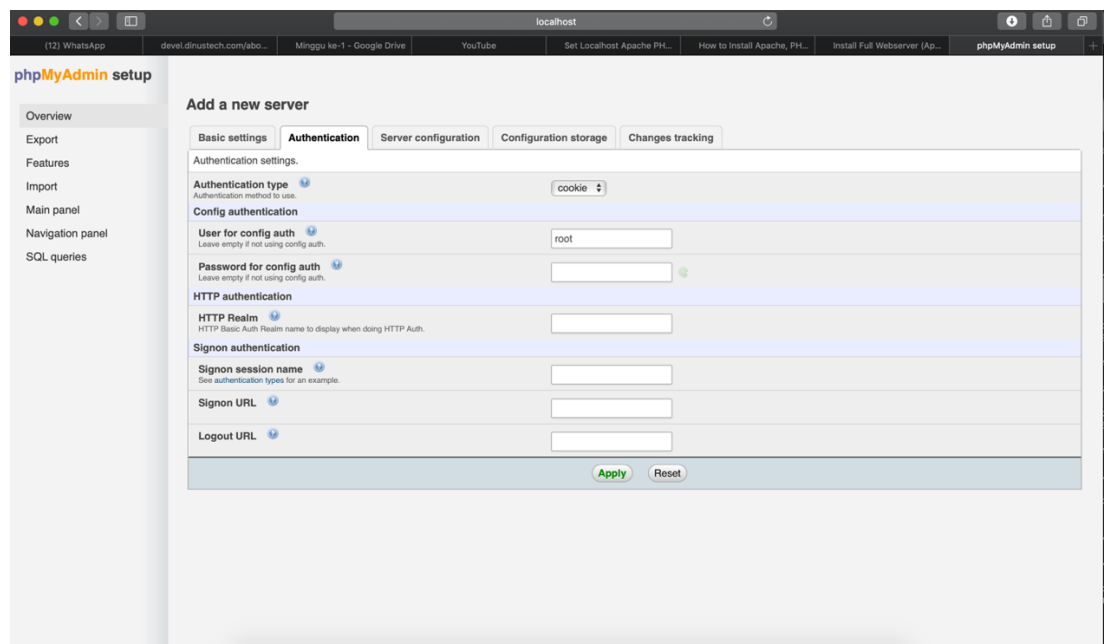 localhost
(12) WhatsApp
devel.dinustech.com/abo...
Minggu ke-1 - Google Drive
YouTube
Set Localhost Apache PH...
How to Install Apache, PH...
Install Full Webserver (Ap...
phpMyAdmin setup
phpMyAdmin setup
Overview
Export
Features
Import
Main panel
Navigation panel
SQL queries
Add a new server
Basic settings
Authentication
Server configuration
Configuration storage
Changes tracking
Authentication settings.
Authentication type
Authentication method to use.
cookie
Config authentication
User for config auth
Leave empty if not using config auth.
root
Password for config auth
Leave empty if not using config auth.
HTTP authentication
HTTP Realm
HTTP Basic Auth Realm name to display when doing HTTP Auth.
Signon authentication
Signon session name
See authentication types for an example.
Signon URL
Logout URL
Apply
Reset